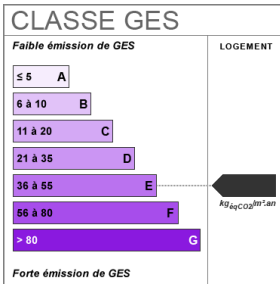 CLASSE GES
Faible émission de GES
LOGEMENT
≤ 5 A
6 à 10 B
11 à 20 C
21 à 35 D
36 à 55 E
kgéqCO2/m².an
56 à 80 F
> 80 G
Forte émission de GES